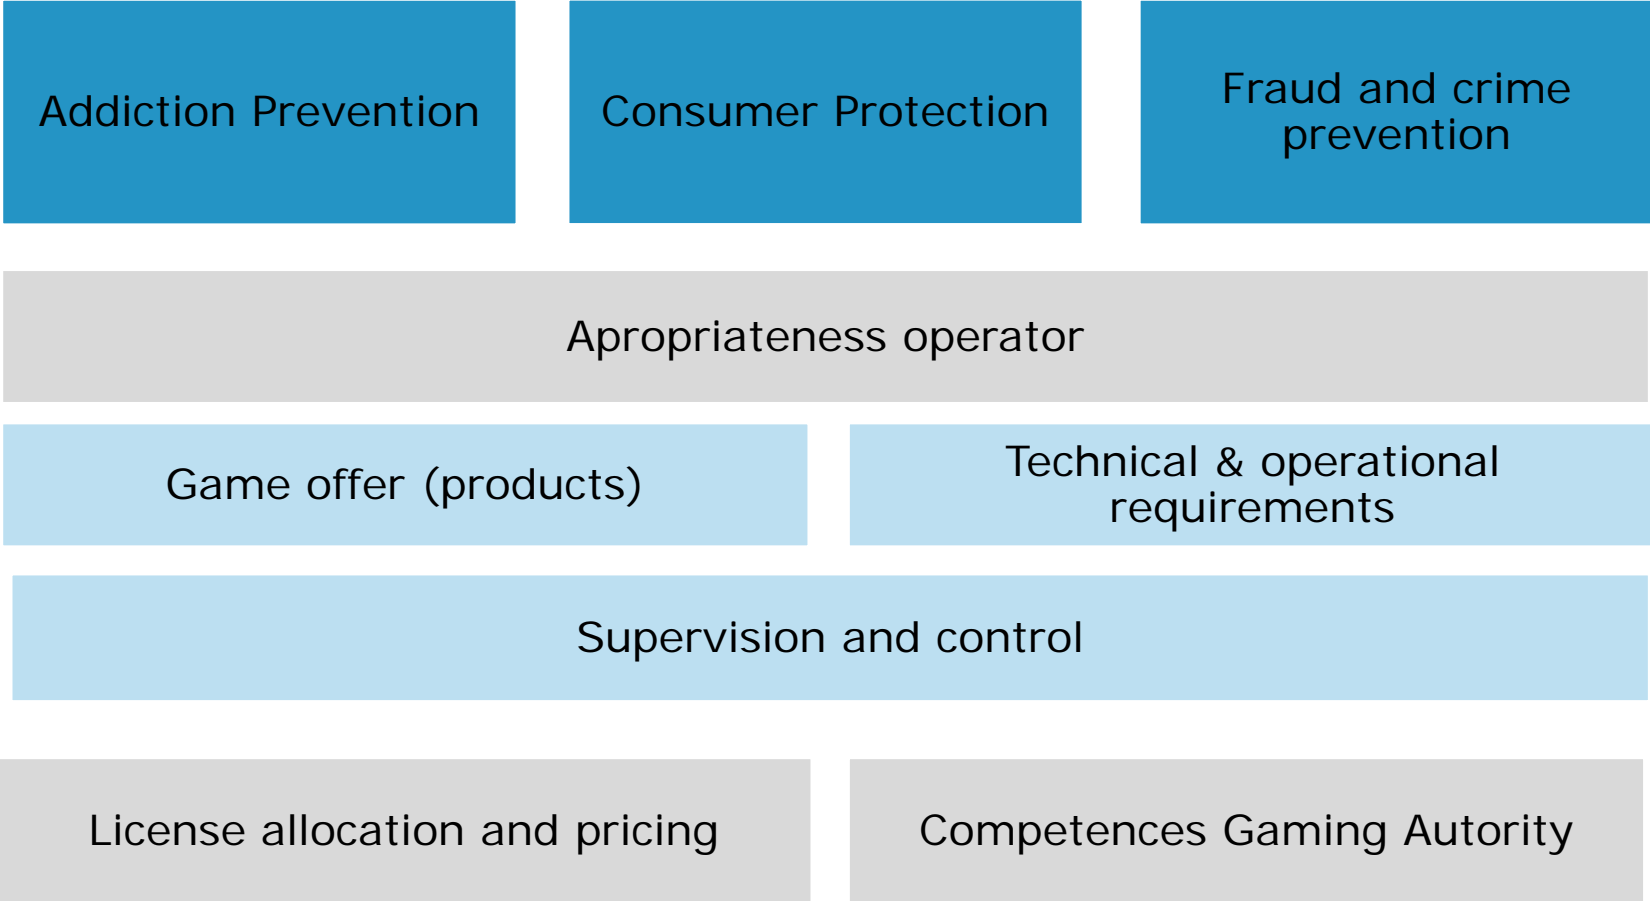 Addiction Prevention
Consumer Protection
Fraud and crime
prevention
Apropriateness operator
Game offer (products)
Technical & operational
requirements
Supervision and control
License allocation and pricing
Competences Gaming Autority